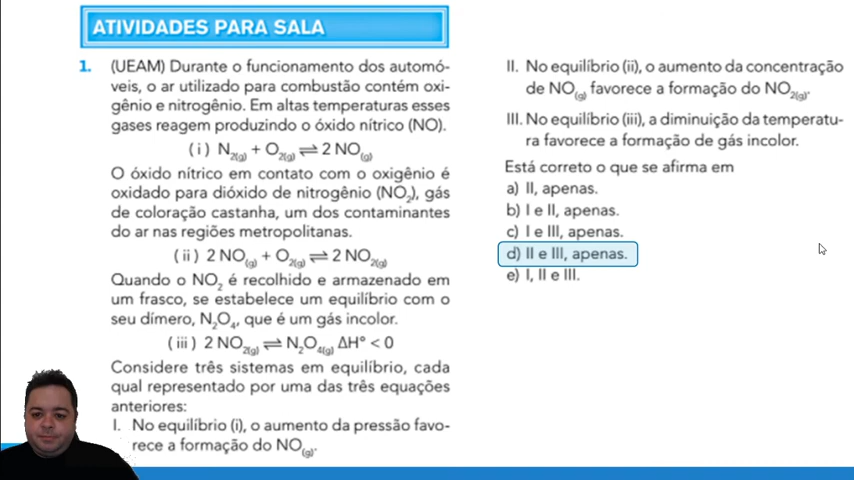 ATIVIDADES PARA SALA
1. (UEAM) Durante o funcionamento dos automó-
veis, o ar utilizado para combustão contém oxi-
gênio e nitrogênio. Em altas temperaturas esses
gases reagem produzindo o óxido nítrico (NO).
( i ) N2(g) + O2(g) ⇌ 2 NO(g)
O óxido nítrico em contato com o oxigênio é
oxidado para dióxido de nitrogênio (NO2), gás
de coloração castanha, um dos contaminantes
do ar nas regiões metropolitanas.
( ii ) 2 NO(g) + O2(g) ⇌ 2 NO2(g)
Quando o NO2 é recolhido e armazenado em
um frasco, se estabelece um equilíbrio com o
seu dímero, N2O4, que é um gás incolor.
( iii ) 2 NO2(g) ⇌ N2O4(g) ΔH° < 0
Considere três sistemas em equilíbrio, cada
qual representado por uma das três equações
anteriores:
I. No equilíbrio (i), o aumento da pressão favo-
rece a formação do NO(g).
II. No equilíbrio (ii), o aumento da concentração
de NO(g) favorece a formação do NO2(g).
III. No equilíbrio (iii), a diminuição da temperatu-
ra favorece a formação de gás incolor.
Está correto o que se afirma em
a) II, apenas.
b) I e II, apenas.
c) I e III, apenas.
d) II e III, apenas.
e) I, II e III.